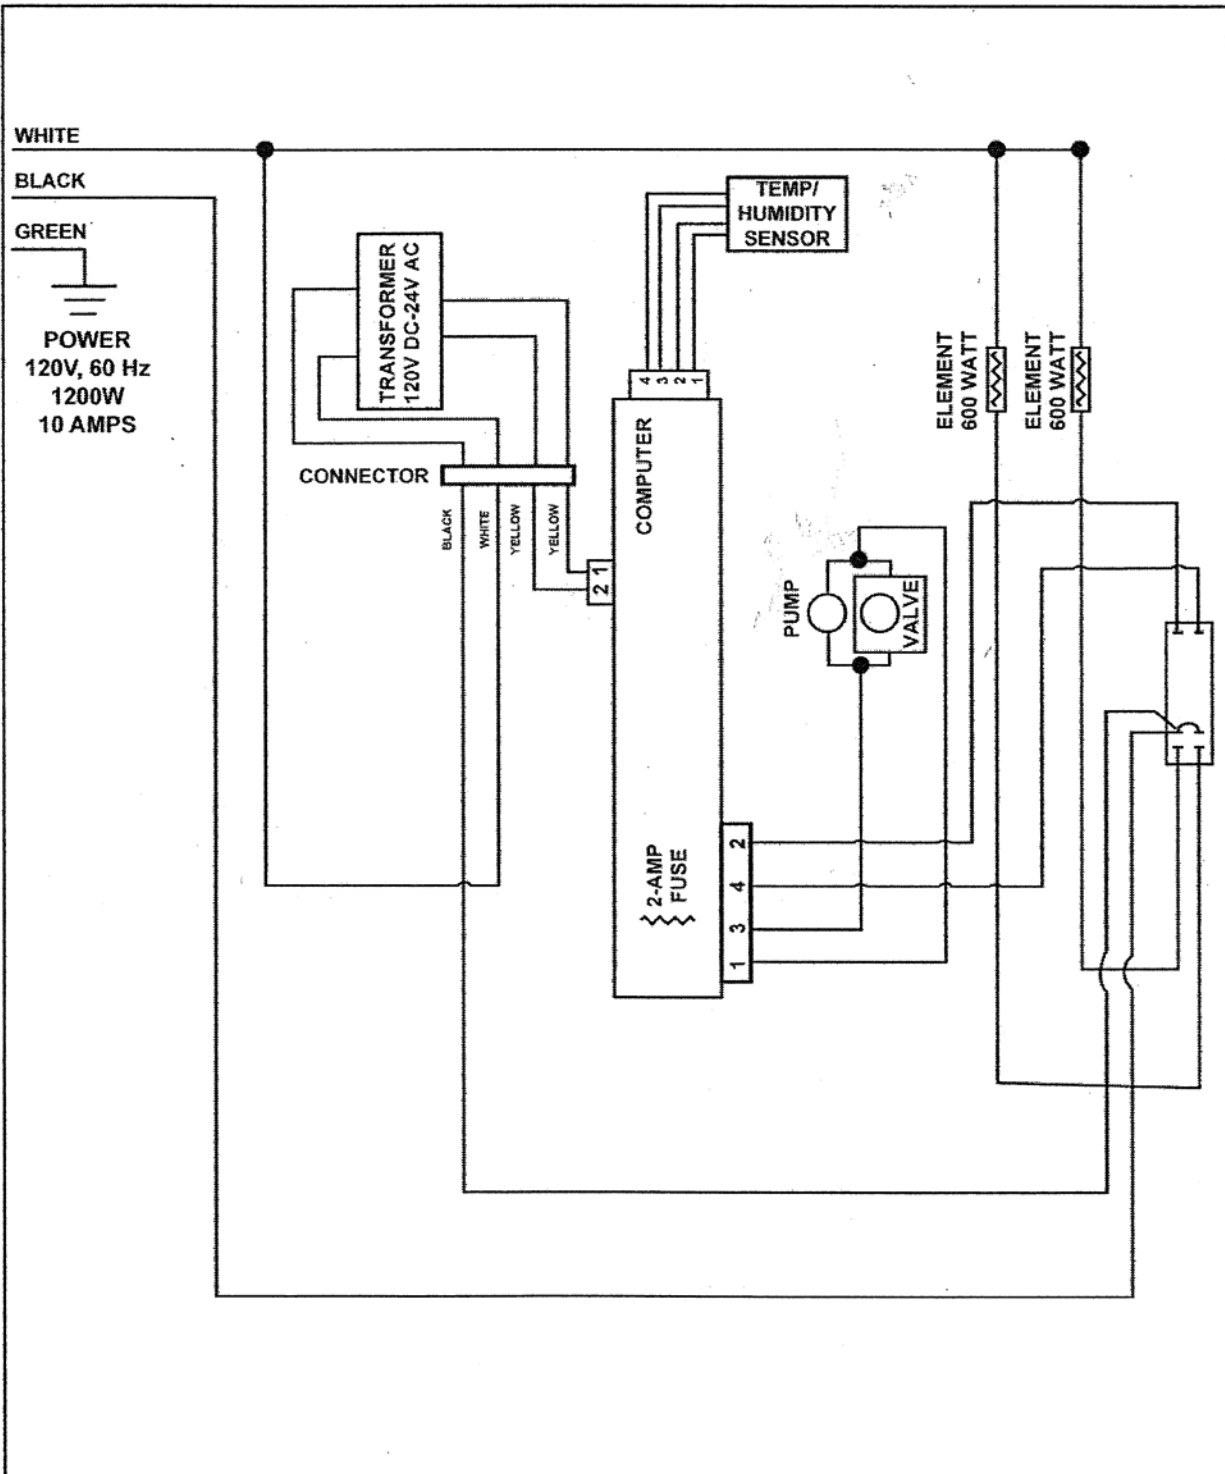 WHITE
BLACK
GREEN
POWER
120V, 60 Hz
1200W
10 AMPS
TRANSFORMER
120V DC-24V AC
TEMP/
HUMIDITY
SENSOR
4
3
2
1
ELEMENT
600 WATT
ELEMENT
600 WATT
CONNECTOR
BLACK
WHITE
YELLOW
YELLOW
COMPUTER
2 1
PUMP
VALVE
2-AMP
FUSE
2
4
3
1